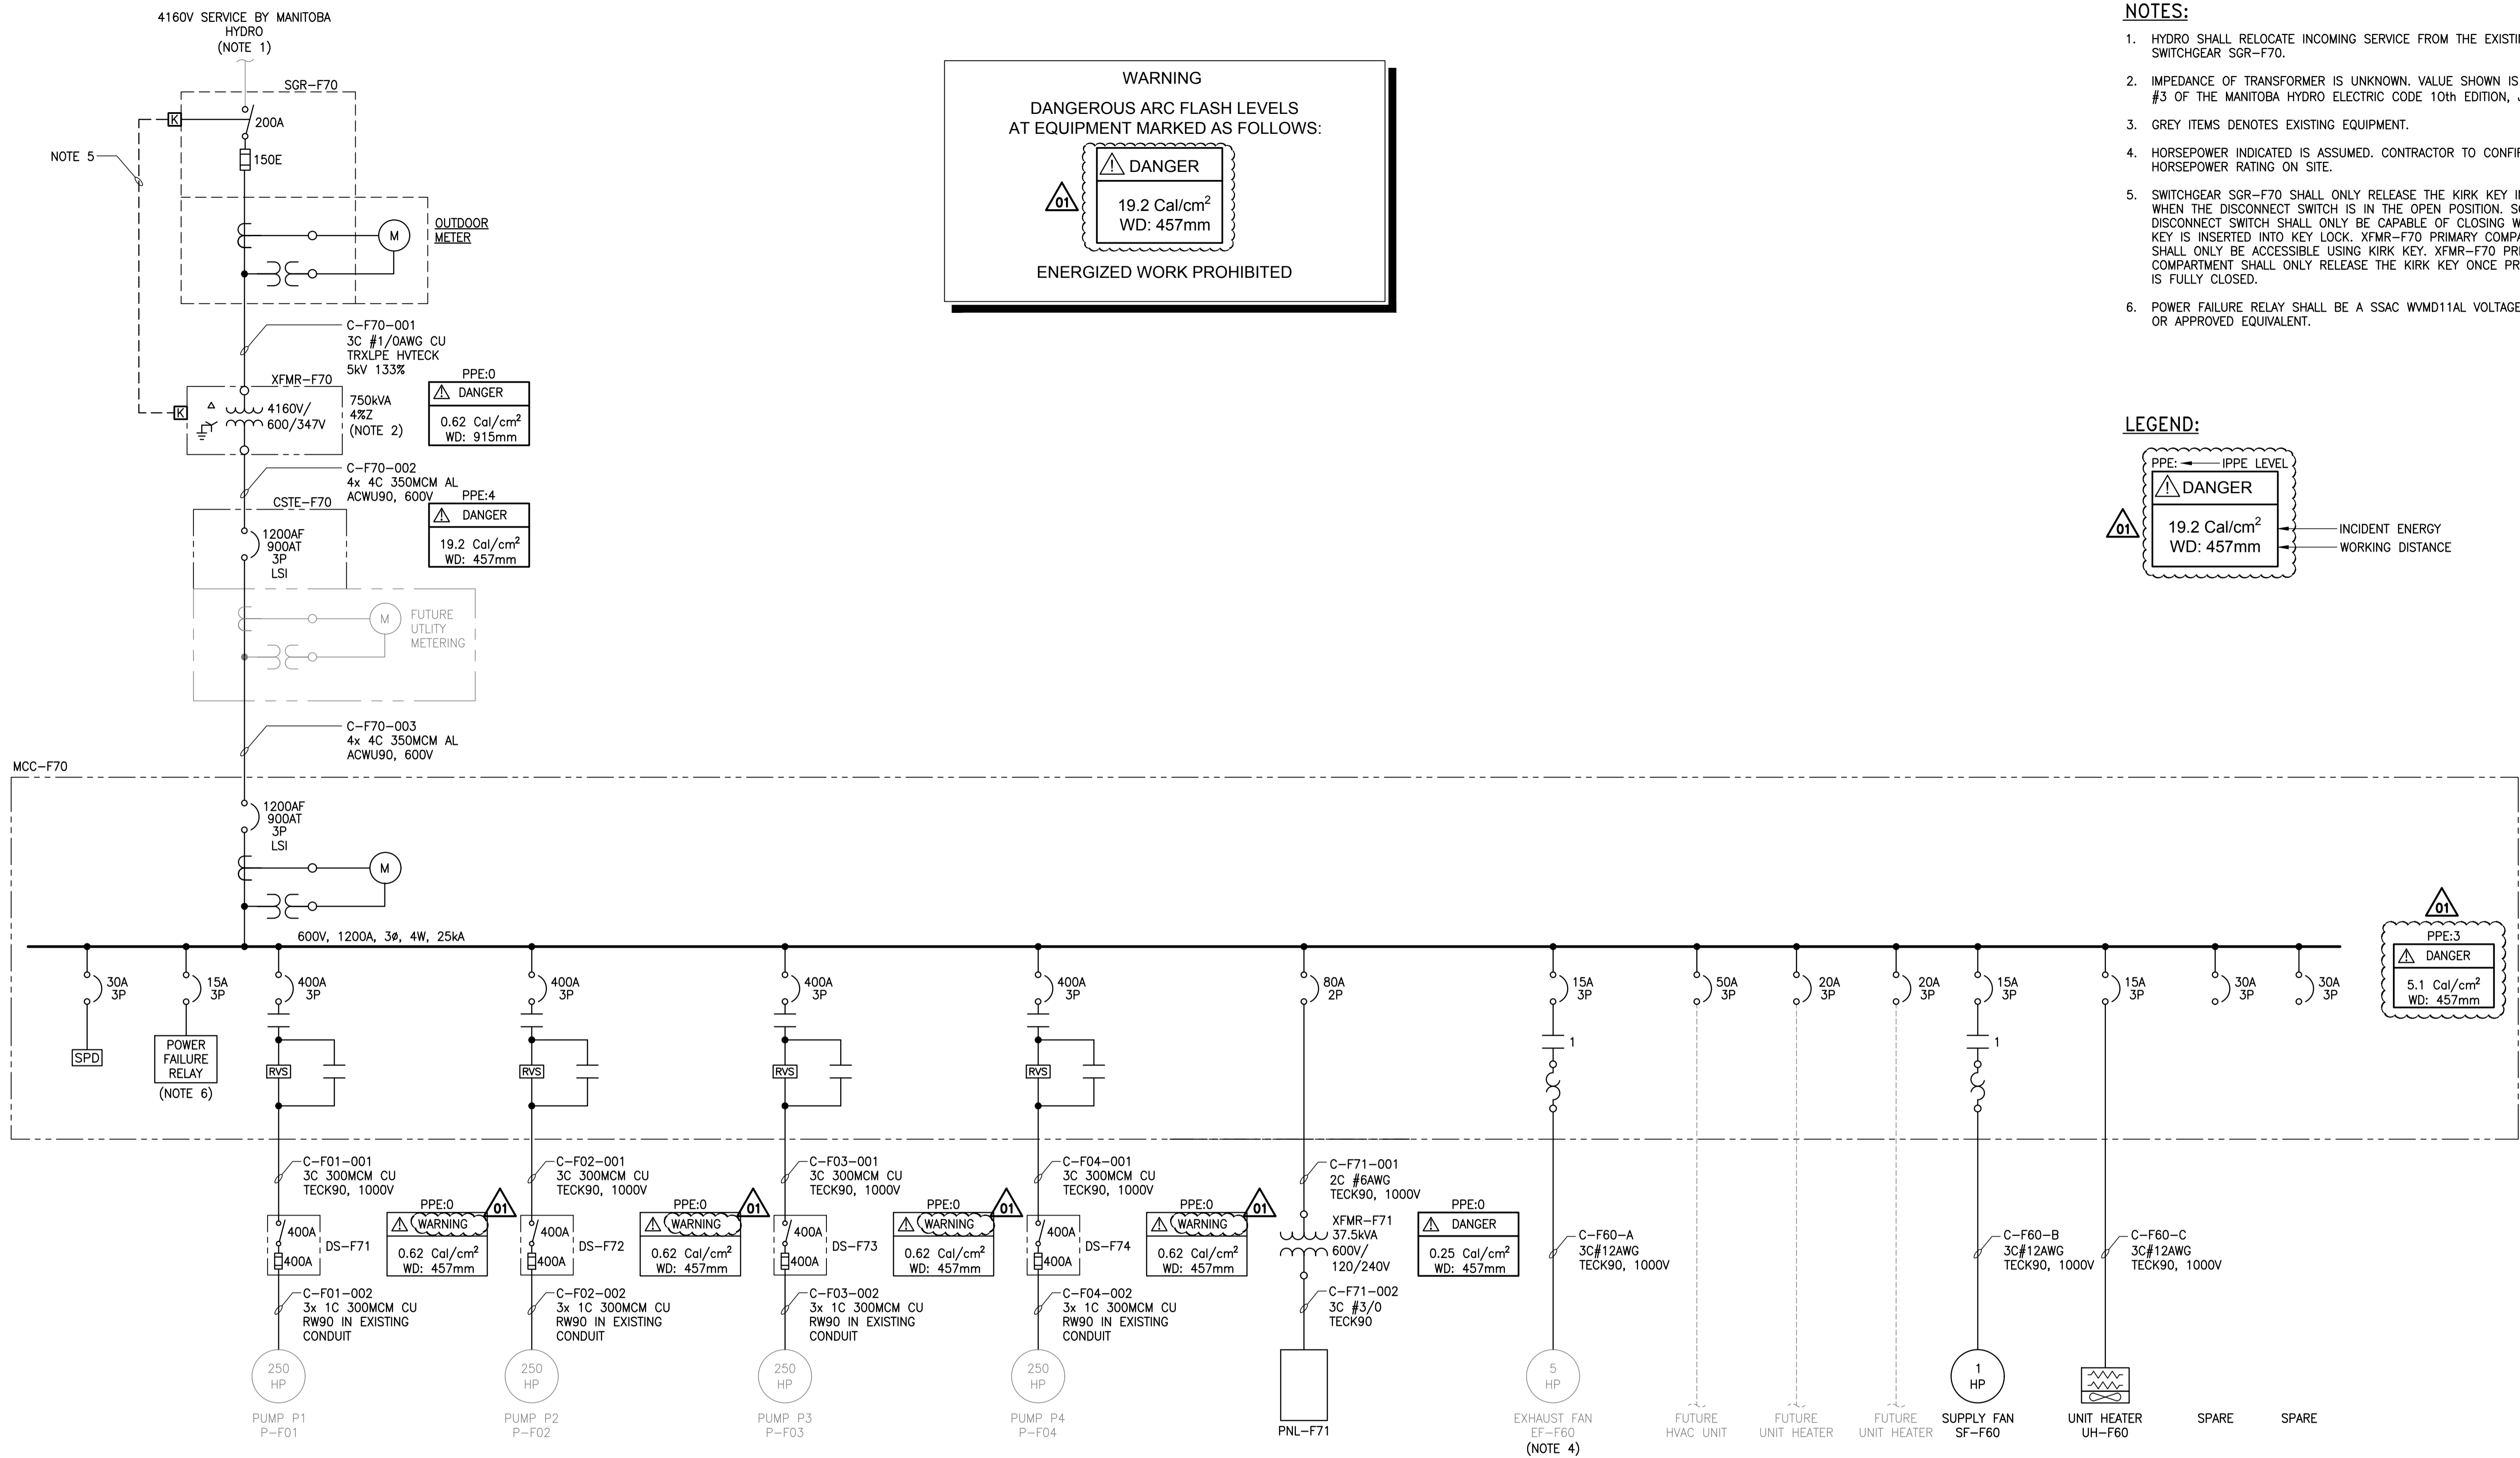 4160V SERVICE BY MANITOBA
HYDRO
(NOTE 1)
SGR-F70
K
200A
150E
NOTE 5
M
OUTDOOR
METER
C-F70-001
3C #1/0AWG CU
TRXLPE HVTECK
5kV 133%
XFMR-F70
K
Δ
4160V/
600/347V
750kVA
4%Z
(NOTE 2)
PPE:0
DANGER
0.62 Cal/cm²
WD: 915mm
C-F70-002
4x 4C 350MCM AL
ACWU90, 600V
CSTE-F70
PPE:4
DANGER
19.2 Cal/cm²
WD: 457mm
1200AF
900AT
3P
LSI
M
FUTURE
UTLITY
METERING
C-F70-003
4x 4C 350MCM AL
ACWU90, 600V
WARNING
DANGEROUS ARC FLASH LEVELS
AT EQUIPMENT MARKED AS FOLLOWS:
DANGER
01
19.2 Cal/cm²
WD: 457mm
ENERGIZED WORK PROHIBITED
NOTES:
1. HYDRO SHALL RELOCATE INCOMING SERVICE FROM THE
SWITCHGEAR SGR-F70.
2. IMPEDANCE OF TRANSFORMER IS UNKNOWN. VALUE SHOWN IS
#3 OF THE MANITOBA HYDRO ELECTRIC CODE 10th EDITION,
3. GREY ITEMS DENOTES EXISTING EQUIPMENT.
4. HORSEPOWER INDICATED IS ASSUMED. CONTRACTOR TO
HORSEPOWER RATING ON SITE.
5. SWITCHGEAR SGR-F70 SHALL ONLY RELEASE THE KIRK KEY
WHEN THE DISCONNECT SWITCH IS IN THE OPEN POSITION.
DISCONNECT SWITCH SHALL ONLY BE CAPABLE OF CLOSING
KEY IS INSERTED INTO KEY LOCK. XFMR-F70 PRIMARY
SHALL ONLY BE ACCESSIBLE USING KIRK KEY. XFMR-F70
COMPARTMENT SHALL ONLY RELEASE THE KIRK KEY ONCE
IS FULLY CLOSED.
6. POWER FAILURE RELAY SHALL BE A SSAC WVMD11AL VOLTAGE
OR APPROVED EQUIVALENT.
LEGEND:
PPE: IPPE LEVEL
DANGER
01
19.2 Cal/cm² INCIDENT ENERGY
WD: 457mm WORKING DISTANCE
MCC-F70
1200AF
900AT
3P
LSI
M
600V, 1200A, 3ø, 4W, 25kA
01
PPE:3
DANGER
5.1 Cal/cm²
WD: 457mm
30A
3P
SPD
15A
3P
POWER
FAILURE
RELAY
(NOTE 6)
400A
3P
RVS
C-F01-001
3C 300MCM CU
TECK90, 1000V
400A
DS-F71
400A
PPE:0
01
WARNING
0.62 Cal/cm²
WD: 457mm
C-F01-002
3x 1C 300MCM CU
RW90 IN EXISTING
CONDUIT
250
HP
PUMP P1
P-F01
400A
3P
RVS
C-F02-001
3C 300MCM CU
TECK90, 1000V
400A
DS-F72
400A
PPE:0
01
WARNING
0.62 Cal/cm²
WD: 457mm
C-F02-002
3x 1C 300MCM CU
RW90 IN EXISTING
CONDUIT
250
HP
PUMP P2
P-F02
400A
3P
RVS
C-F03-001
3C 300MCM CU
TECK90, 1000V
400A
DS-F73
400A
PPE:0
01
WARNING
0.62 Cal/cm²
WD: 457mm
C-F03-002
3x 1C 300MCM CU
RW90 IN EXISTING
CONDUIT
250
HP
PUMP P3
P-F03
400A
3P
RVS
C-F04-001
3C 300MCM CU
TECK90, 1000V
400A
DS-F74
400A
PPE:0
01
WARNING
0.62 Cal/cm²
WD: 457mm
C-F04-002
3x 1C 300MCM CU
RW90 IN EXISTING
CONDUIT
250
HP
PUMP P4
P-F04
80A
2P
C-F71-001
2C #6AWG
TECK90, 1000V
XFMR-F71
37.5kVA
600V/
120/240V
PPE:0
DANGER
0.25 Cal/cm²
WD: 457mm
C-F71-002
3C #3/0
TECK90
PNL-F71
15A
3P
1
C-F60-A
3C#12AWG
TECK90, 1000V
5
HP
EXHAUST FAN
EF-F60
(NOTE 4)
50A
3P
FUTURE
HVAC UNIT
20A
3P
FUTURE
UNIT HEATER
20A
3P
FUTURE
UNIT HEATER
15A
3P
1
C-F60-B
3C#12AWG
TECK90, 1000V
1
HP
SUPPLY FAN
SF-F60
15A
3P
C-F60-C
3C#12AWG
TECK90, 1000V
UNIT HEATER
UH-F60
30A
3P
SPARE
30A
3P
SPARE